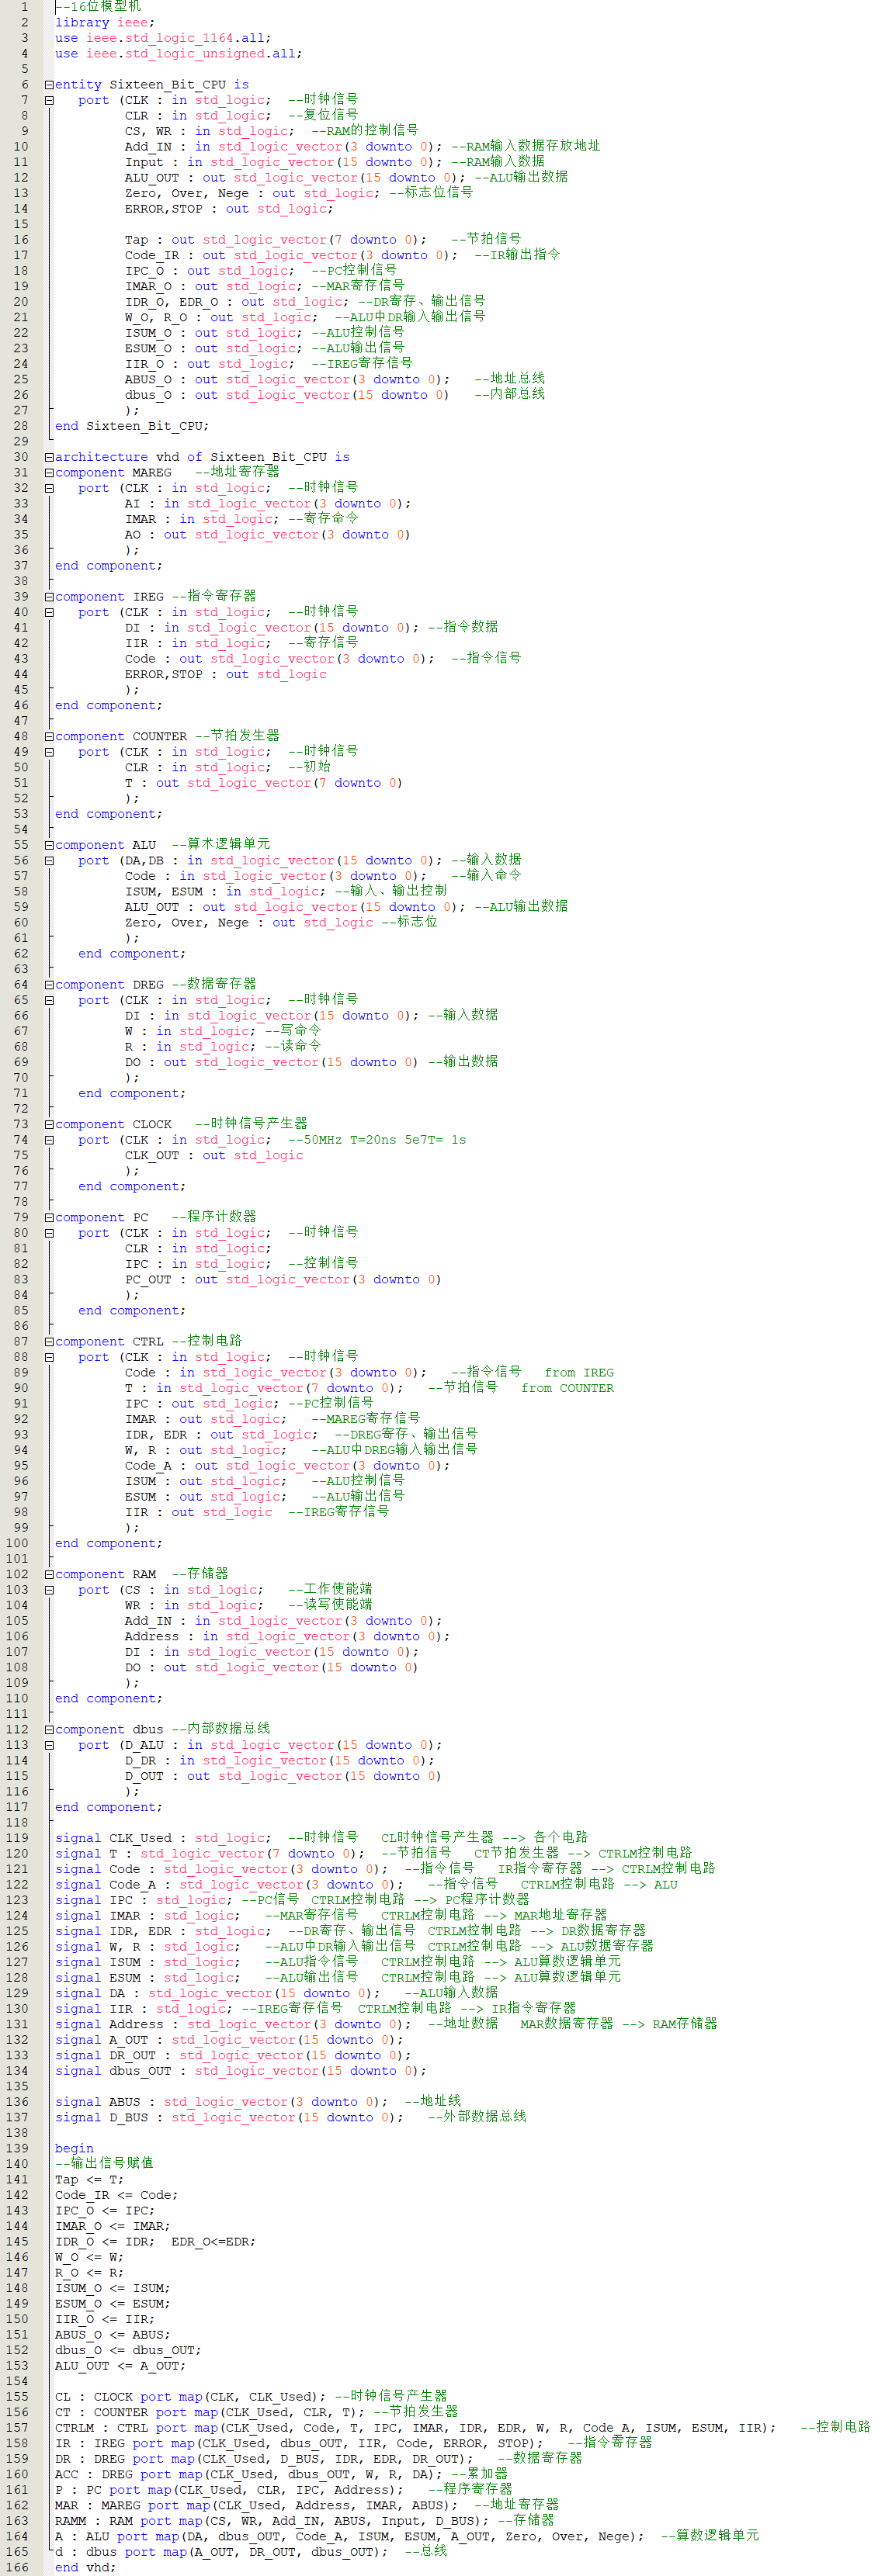 1 --16位模型机
2 library ieee;
3 use ieee.std_logic_1164.all;
4 use ieee.std_logic_unsigned.all;
5
6 entity Sixteen_Bit_CPU is
7 port (CLK : in std_logic; --时钟信号
8 CLR : in std_logic; --复位信号
9 CS, WR : in std_logic; --RAM的控制信号
10 Add_IN : in std_logic_vector(3 downto 0); --RAM输入数据存放地址
11 Input : in std_logic_vector(15 downto 0); --RAM输入数据
12 ALU_OUT : out std_logic_vector(15 downto 0); --ALU输出数据
13 Zero, Over, Nege : out std_logic; --标志位信号
14 ERROR,STOP : out std_logic;
15
16 Tap : out std_logic_vector(7 downto 0); --节拍信号
17 Code_IR : out std_logic_vector(3 downto 0); --IR输出指令
18 IPC_O : out std_logic; --PC控制信号
19 IMAR_O : out std_logic; --MAR寄存信号
20 IDR_O, EDR_O : out std_logic; --DR寄存、输出信号
21 W_O, R_O : out std_logic; --ALU中DR输入输出信号
22 ISUM_O : out std_logic; --ALU控制信号
23 ESUM_O : out std_logic; --ALU输出信号
24 IIR_O : out std_logic; --IREG寄存信号
25 ABUS_O : out std_logic_vector(3 downto 0); --地址总线
26 dbus_O : out std_logic_vector(15 downto 0) --内部总线
27 );
28 end Sixteen_Bit_CPU;
29
30 architecture vhd of Sixteen_Bit_CPU is
31 component MAREG --地址寄存器
32 port (CLK : in std_logic; --时钟信号
33 AI : in std_logic_vector(3 downto 0);
34 IMAR : in std_logic; --寄存命令
35 AO : out std_logic_vector(3 downto 0)
36 );
37 end component;
38
39 component IREG --指令寄存器
40 port (CLK : in std_logic; --时钟信号
41 DI : in std_logic_vector(15 downto 0); --指令数据
42 IIR : in std_logic; --寄存信号
43 Code : out std_logic_vector(3 downto 0); --指令信号
44 ERROR,STOP : out std_logic
45 );
46 end component;
47
48 component COUNTER --节拍发生器
49 port (CLK : in std_logic; --时钟信号
50 CLR : in std_logic; --初始
51 T : out std_logic_vector(7 downto 0)
52 );
53 end component;
54
55 component ALU --算术逻辑单元
56 port (DA,DB : in std_logic_vector(15 downto 0); --输入数据
57 Code : in std_logic_vector(3 downto 0); --输入命令
58 ISUM, ESUM : in std_logic; --输入、输出控制
59 ALU_OUT : out std_logic_vector(15 downto 0); --ALU输出数据
60 Zero, Over, Nege : out std_logic --标志位
61 );
62 end component;
63
64 component DREG --数据寄存器
65 port (CLK : in std_logic; --时钟信号
66 DI : in std_logic_vector(15 downto 0); --输入数据
67 W : in std_logic; --写命令
68 R : in std_logic; --读命令
69 DO : out std_logic_vector(15 downto 0) --输出数据
70 );
71 end component;
72
73 component CLOCK --时钟信号产生器
74 port (CLK : in std_logic; --50MHz T=20ns 5e7T= 1s
75 CLK_OUT : out std_logic
76 );
77 end component;
78
79 component PC --程序计数器
80 port (CLK : in std_logic; --时钟信号
81 CLR : in std_logic;
82 IPC : in std_logic; --控制信号
83 PC_OUT : out std_logic_vector(3 downto 0)
84 );
85 end component;
86
87 component CTRL --控制电路
88 port (CLK : in std_logic; --时钟信号
89 Code : in std_logic_vector(3 downto 0); --指令信号 from IREG
90 T : in std_logic_vector(7 downto 0); --节拍信号 from COUNTER
91 IPC : out std_logic; --PC控制信号
92 IMAR : out std_logic; --MAREG寄存信号
93 IDR, EDR : out std_logic; --DREG寄存、输出信号
94 W, R : out std_logic; --ALU中DREG输入输出信号
95 Code_A : out std_logic_vector(3 downto 0);
96 ISUM : out std_logic; --ALU控制信号
97 ESUM : out std_logic; --ALU输出信号
98 IIR : out std_logic --IREG寄存信号
99 );
100 end component;
101
102 component RAM --存储器
103 port (CS : in std_logic; --工作使能端
104 WR : in std_logic; --读写使能端
105 Add_IN : in std_logic_vector(3 downto 0);
106 Address : in std_logic_vector(3 downto 0);
107 DI : in std_logic_vector(15 downto 0);
108 DO : out std_logic_vector(15 downto 0)
109 );
110 end component;
111
112 component dbus --内部数据总线
113 port (D_ALU : in std_logic_vector(15 downto 0);
114 D_DR : in std_logic_vector(15 downto 0);
115 D_OUT : out std_logic_vector(15 downto 0)
116 );
117 end component;
118
119 signal CLK_Used : std_logic; --时钟信号 CL时钟信号产生器 --> 各个电路
120 signal T : std_logic_vector(7 downto 0); --节拍信号 CT节拍发生器 --> CTRLM控制电路
121 signal Code : std_logic_vector(3 downto 0); --指令信号 IR指令寄存器 --> CTRLM控制电路
122 signal Code_A : std_logic_vector(3 downto 0); --指令信号 CTRLM控制电路 --> ALU
123 signal IPC : std_logic; --PC信号 CTRLM控制电路 --> PC程序计数器
124 signal IMAR : std_logic; --MAR寄存信号 CTRLM控制电路 --> MAR地址寄存器
125 signal IDR, EDR : std_logic; --DR寄存、输出信号 CTRLM控制电路 --> DR数据寄存器
126 signal W, R : std_logic; --ALU中DR输入输出信号 CTRLM控制电路 --> ALU数据寄存器
127 signal ISUM : std_logic; --ALU指令信号 CTRLM控制电路 --> ALU算数逻辑单元
128 signal ESUM : std_logic; --ALU输出信号 CTRLM控制电路 --> ALU算数逻辑单元
129 signal DA : std_logic_vector(15 downto 0); --ALU输入数据
130 signal IIR : std_logic; --IREG寄存信号 CTRLM控制电路 --> IR指令寄存器
131 signal Address : std_logic_vector(3 downto 0); --地址数据 MAR数据寄存器 --> RAM存储器
132 signal A_OUT : std_logic_vector(15 downto 0);
133 signal DR_OUT : std_logic_vector(15 downto 0);
134 signal dbus_OUT : std_logic_vector(15 downto 0);
135
136 signal ABUS : std_logic_vector(3 downto 0); --地址线
137 signal D_BUS : std_logic_vector(15 downto 0); --外部数据总线
138
139 begin
140 --输出信号赋值
141 Tap <= T;
142 Code_IR <= Code;
143 IPC_O <= IPC;
144 IMAR_O <= IMAR;
145 IDR_O <= IDR; EDR_O<=EDR;
146 W_O <= W;
147 R_O <= R;
148 ISUM_O <= ISUM;
149 ESUM_O <= ESUM;
150 IIR_O <= IIR;
151 ABUS_O <= ABUS;
152 dbus_O <= dbus_OUT;
153 ALU_OUT <= A_OUT;
154
155 CL : CLOCK port map(CLK, CLK_Used); --时钟信号产生器
156 CT : COUNTER port map(CLK_Used, CLR, T); --节拍发生器
157 CTRLM : CTRL port map(CLK_Used, Code, T, IPC, IMAR, IDR, EDR, W, R, Code_A, ISUM, ESUM, IIR); --控制电路
158 IR : IREG port map(CLK_Used, dbus_OUT, IIR, Code, ERROR, STOP); --指令寄存器
159 DR : DREG port map(CLK_Used, D_BUS, IDR, EDR, DR_OUT); --数据寄存器
160 ACC : DREG port map(CLK_Used, dbus_OUT, W, R, DA); --累加器
161 P : PC port map(CLK_Used, CLR, IPC, Address); --程序寄存器
162 MAR : MAREG port map(CLK_Used, Address, IMAR, ABUS); --地址寄存器
163 RAMM : RAM port map(CS, WR, Add_IN, ABUS, Input, D_BUS); --存储器
164 A : ALU port map(DA, dbus_OUT, Code_A, ISUM, ESUM, A_OUT, Zero, Over, Nege); --算数逻辑单元
165 d : dbus port map(A_OUT, DR_OUT, dbus_OUT); --总线
166 end vhd;